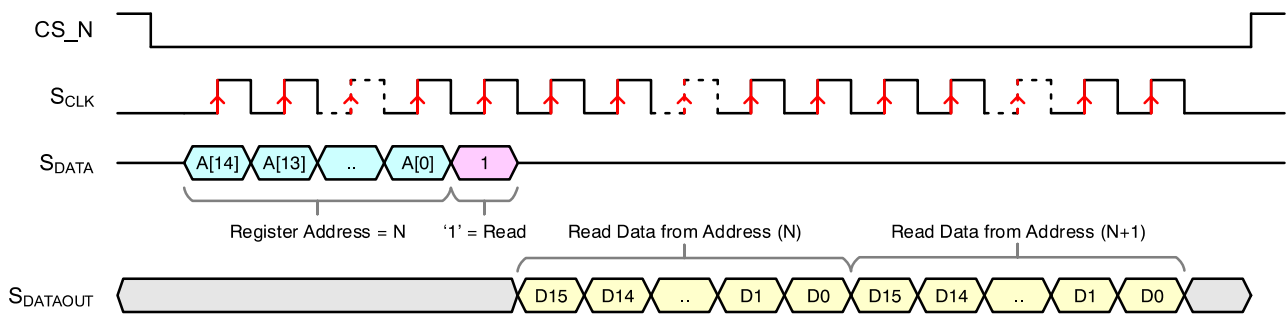 CS_N
SCLK
SDATA
A[14] A[13] .. A[0] 1
Register Address = N ‘1’ = Read Read Data from Address (N) Read Data from Address (N+1)
SDATAOUT
D15 D14 .. D1 D0 D15 D14 .. D1 D0